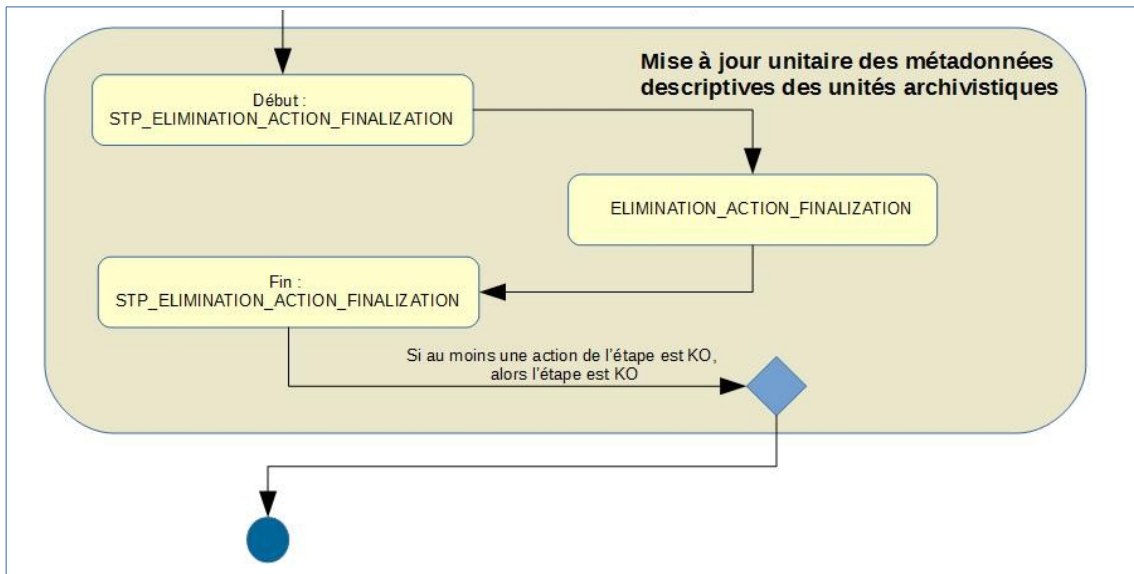 Mise à jour unitaire des métadonnées
descriptives des unités archivistiques
Début :
STP_ELIMINATION_ACTION_FINALIZATION
ELIMINATION_ACTION_FINALIZATION
Fin :
STP_ELIMINATION_ACTION_FINALIZATION
Si au moins une action de l’étape est KO,
alors l’étape est KO